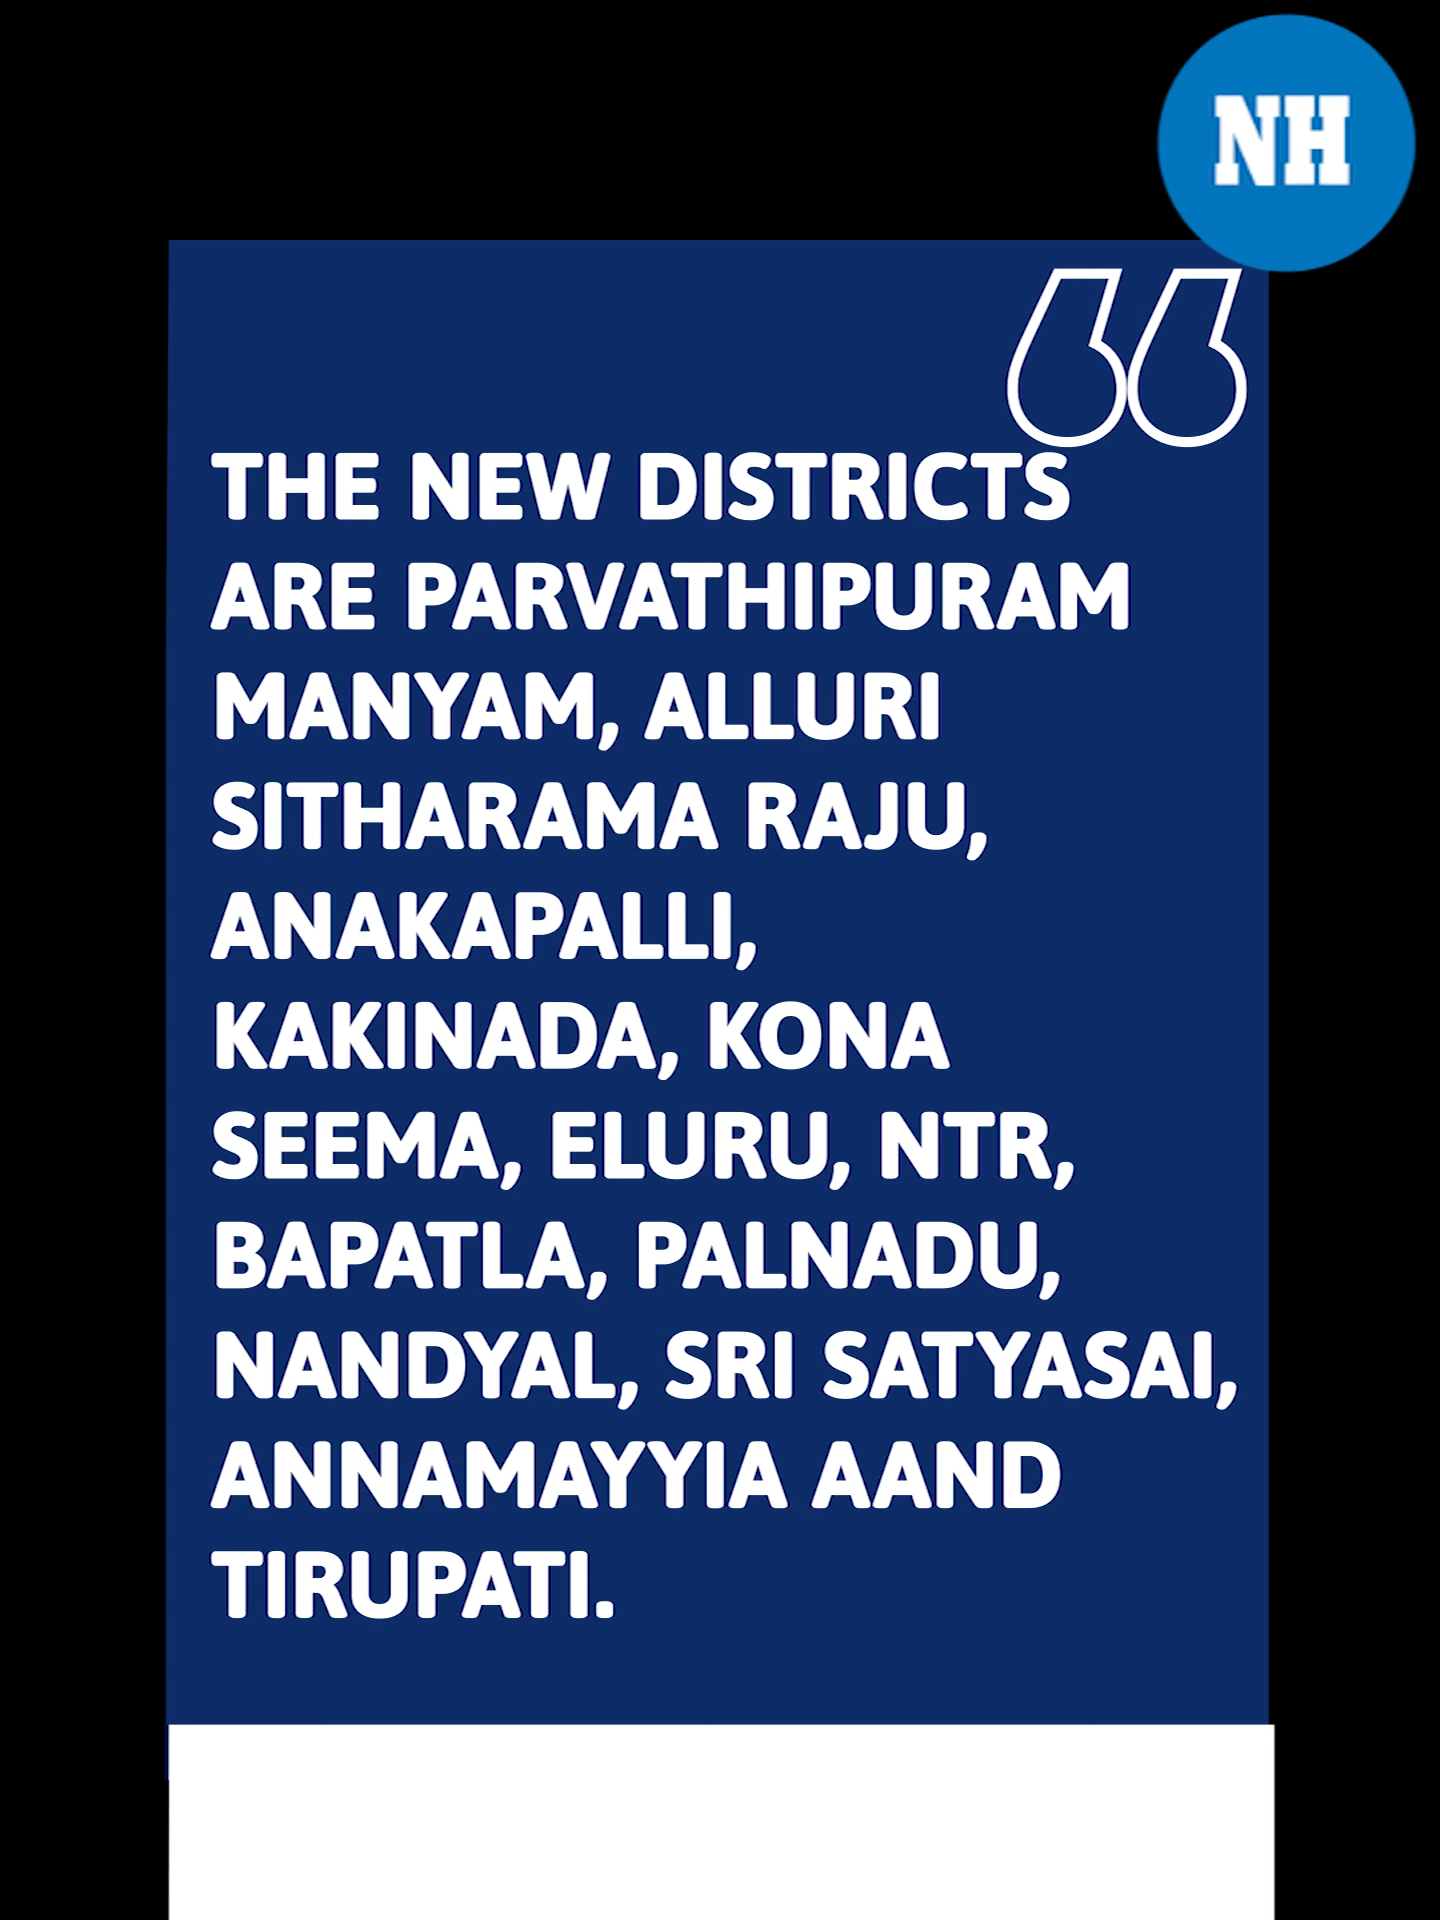 NH
THE NEW DISTRICTS
ARE PARVATHIPURAM
MANYAM, ALLURI
SITHARAMA RAJU,
ANAKAPALLI,
KAKINADA, KONA
SEEMA, ELURU, NTR,
BAPATLA, PALNADU,
NANDYAL, SRI SATYASAI,
ANNAMAYYIA AAND
TIRUPATI.